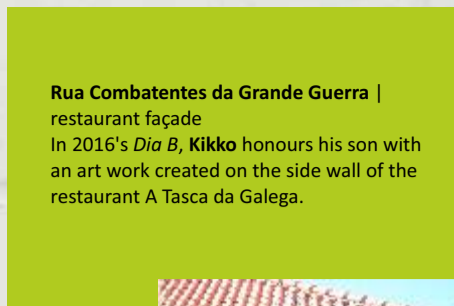 Rua Combatentes da Grande Guerra |
restaurant façade
In 2016's Dia B, Kikko honours his son with
an art work created on the side wall of the
restaurant A Tasca da Galega.